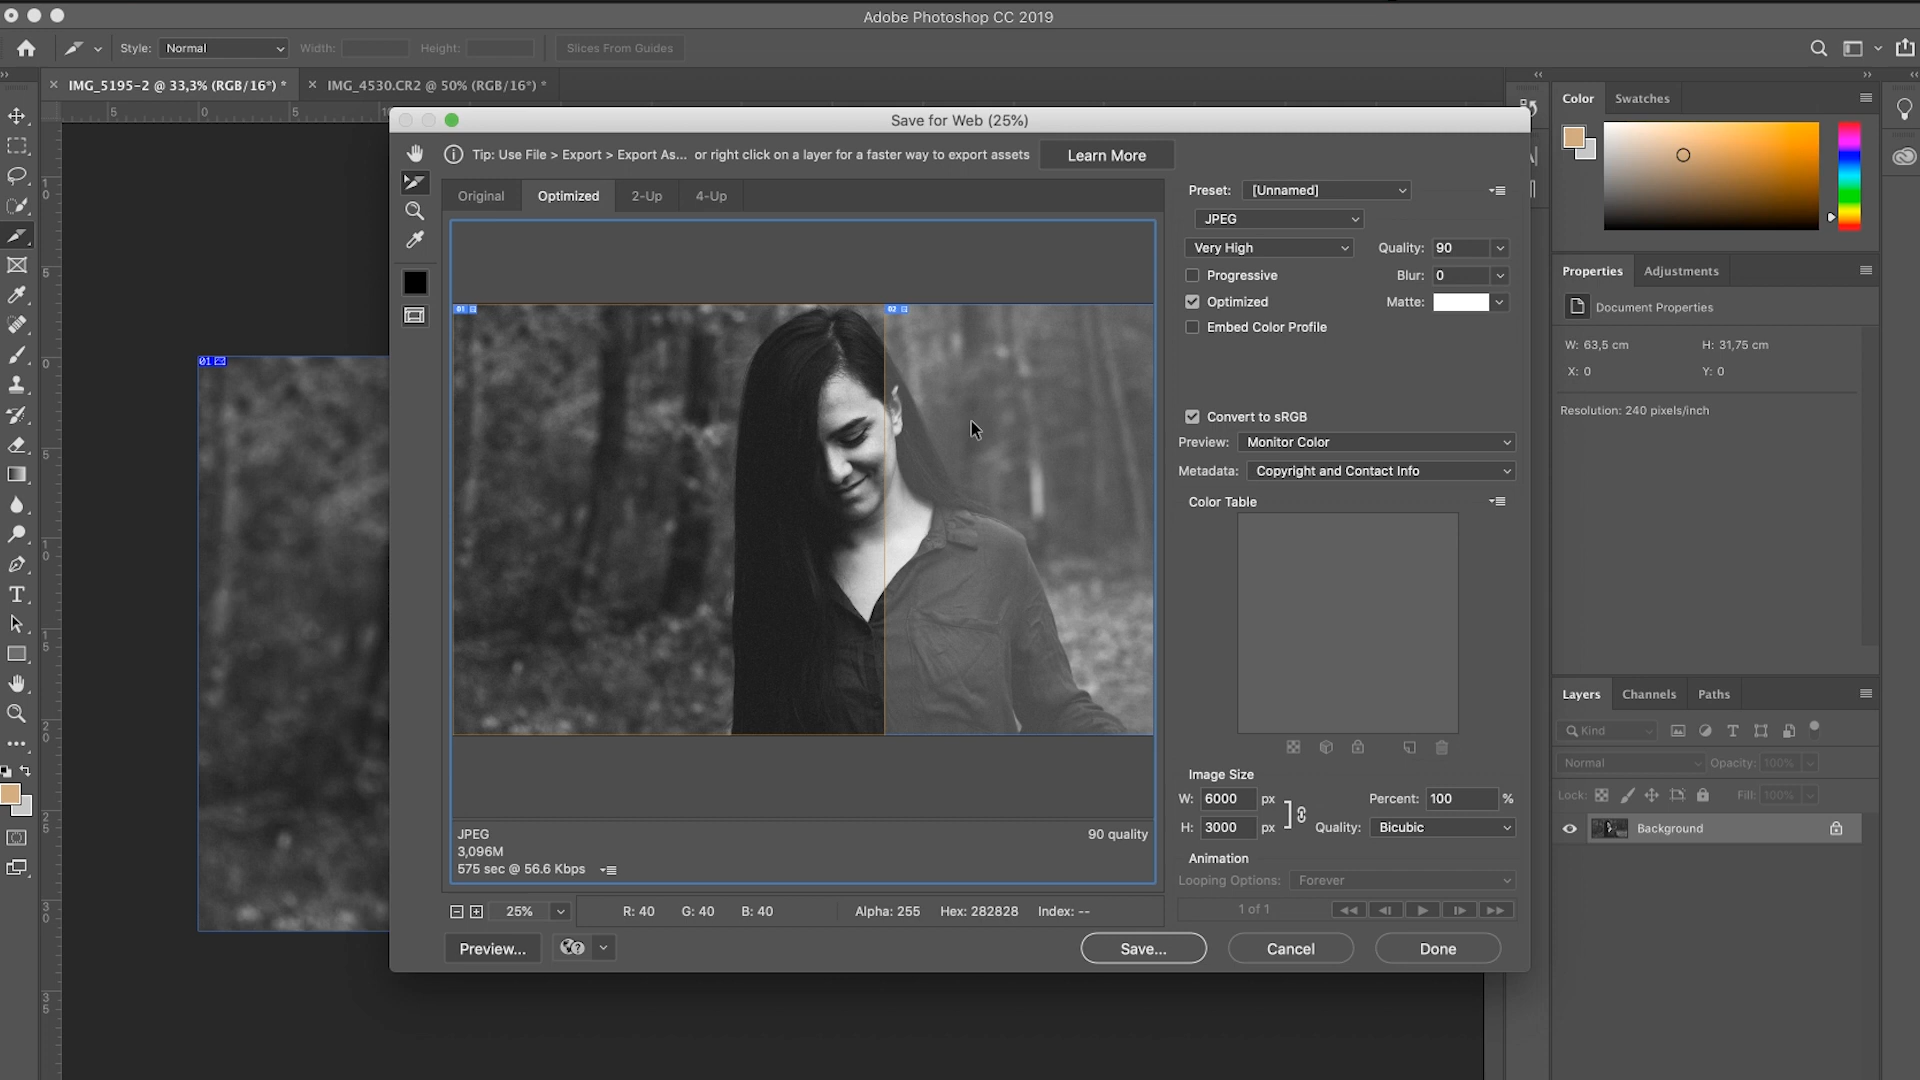 Adobe Photoshop CC 2019
Style: Normal Width: Height: Slices From Guides
IMG_5195-2 @ 33,3% (RGB/16*) * IMG_4530.CR2 @ 50% (RGB/16*) *
Save for Web (25%)
Tip: Use File > Export > Export As... or right click on a layer for a faster way to export assets Learn More
Original Optimized 2-Up 4-Up
01 02
01
JPEG 90 quality
3,096M
575 sec @ 56.6 Kbps
25% R: 40 G: 40 B: 40 Alpha: 255 Hex: 282828 Index: --
Preview... Save... Cancel Done
Preset: [Unnamed]
JPEG
Very High Quality: 90
Progressive Blur: 0
Optimized Matte:
Embed Color Profile
Convert to sRGB
Preview: Monitor Color
Metadata: Copyright and Contact Info
Color Table
Image Size
W: 6000 px Percent: 100 %
H: 3000 px Quality: Bicubic
Animation
Looping Options: Forever
1 of 1
Color Swatches
Properties Adjustments
Document Properties
W: 63,5 cm H: 31,75 cm
X: 0 Y: 0
Resolution: 240 pixels/inch
Layers Channels Paths
Kind
Normal Opacity: 100%
Lock: Fill: 100%
Background